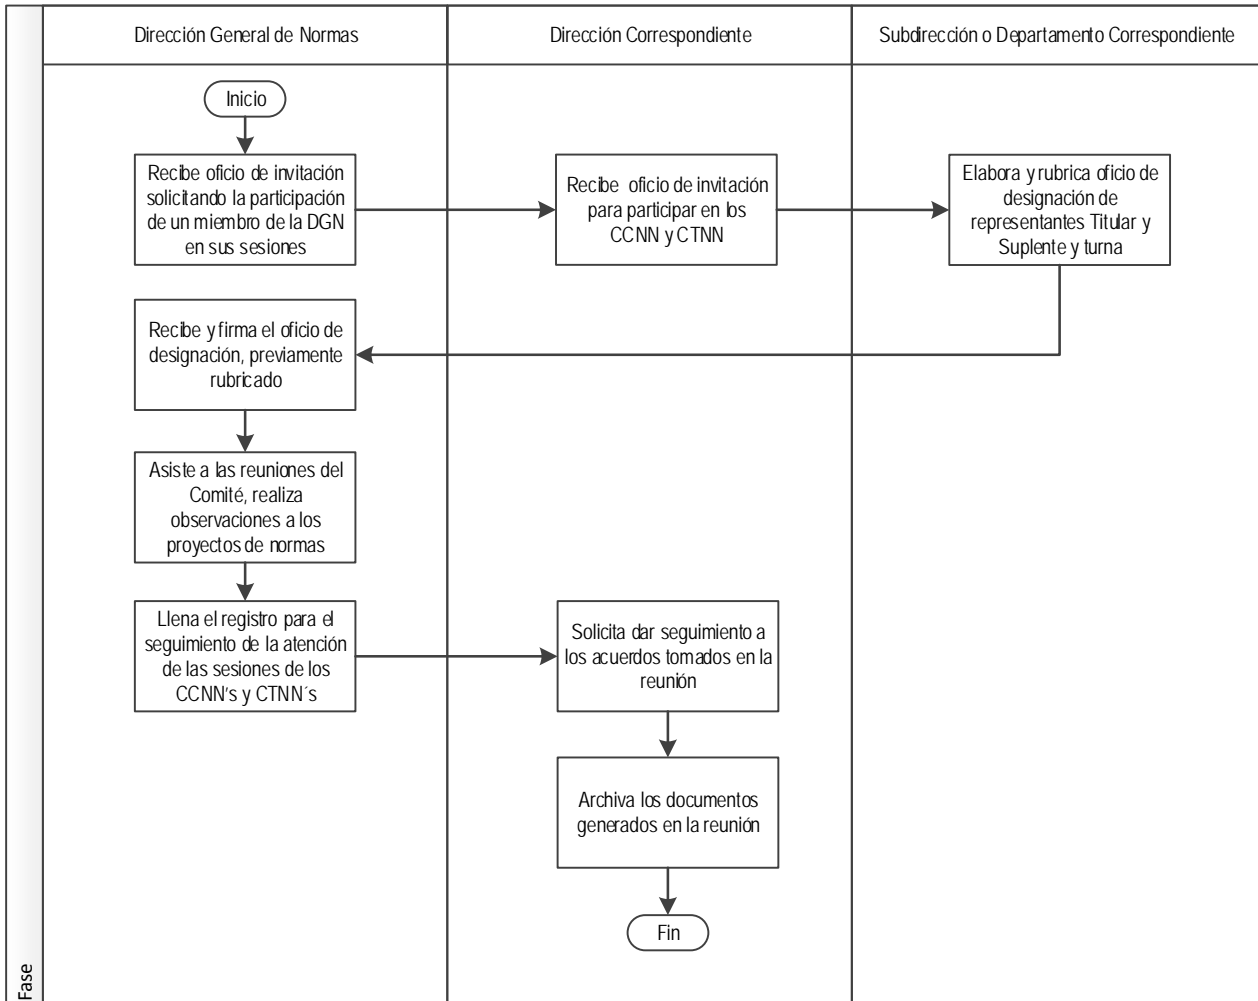 Dirección General de Normas
Dirección Correspondiente
Subdirección o Departamento Correspondiente
Inicio
Recibe oficio de invitación
solicitando la participación
de un miembro de la DGN
en sus sesiones
Recibe oficio de invitación
para participar en los
CCNN y CTNN
Elabora y rubrica oficio de
designación de
representantes Titular y
Suplente y turna
Recibe y firma el oficio de
designación, previamente
rubricado
Asiste a las reuniones del
Comité, realiza
observaciones a los
proyectos de normas
Llena el registro para el
seguimiento de la atención
de las sesiones de los
CCNN's y CTNN´s
Solicita dar seguimiento a
los acuerdos tomados en la
reunión
Archiva los documentos
generados en la reunión
Fin
Fase